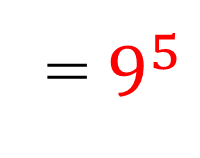 = 9⁵